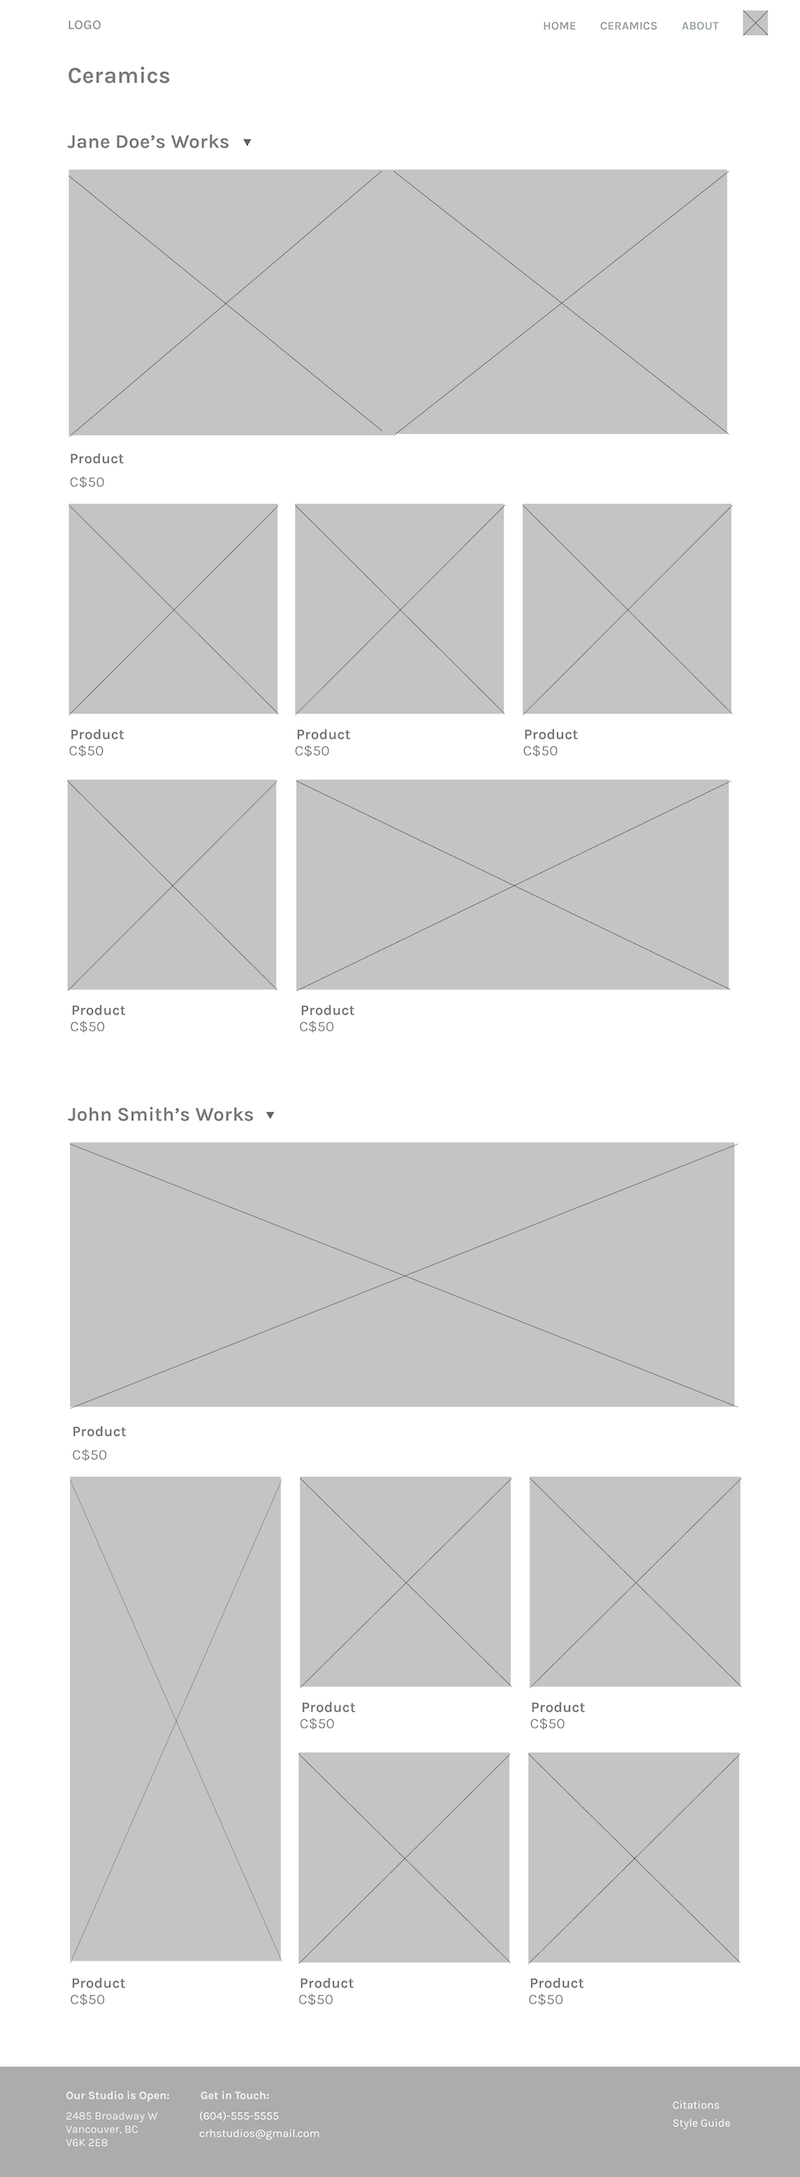 LOGO
HOME CERAMICS ABOUT
Ceramics
Jane Doe’s Works
Product
C$50
Product
C$50
Product
C$50
Product
C$50
Product
C$50
Product
C$50
John Smith’s Works
Product
C$50
Product
C$50
Product
C$50
Product
C$50
Product
C$50
Product
C$50
Our Studio is Open:
2485 Broadway W
Vancouver, BC
V6K 2E8
Get in Touch:
(604)-555-5555
crhstudios@gmail.com
Citations
Style Guide